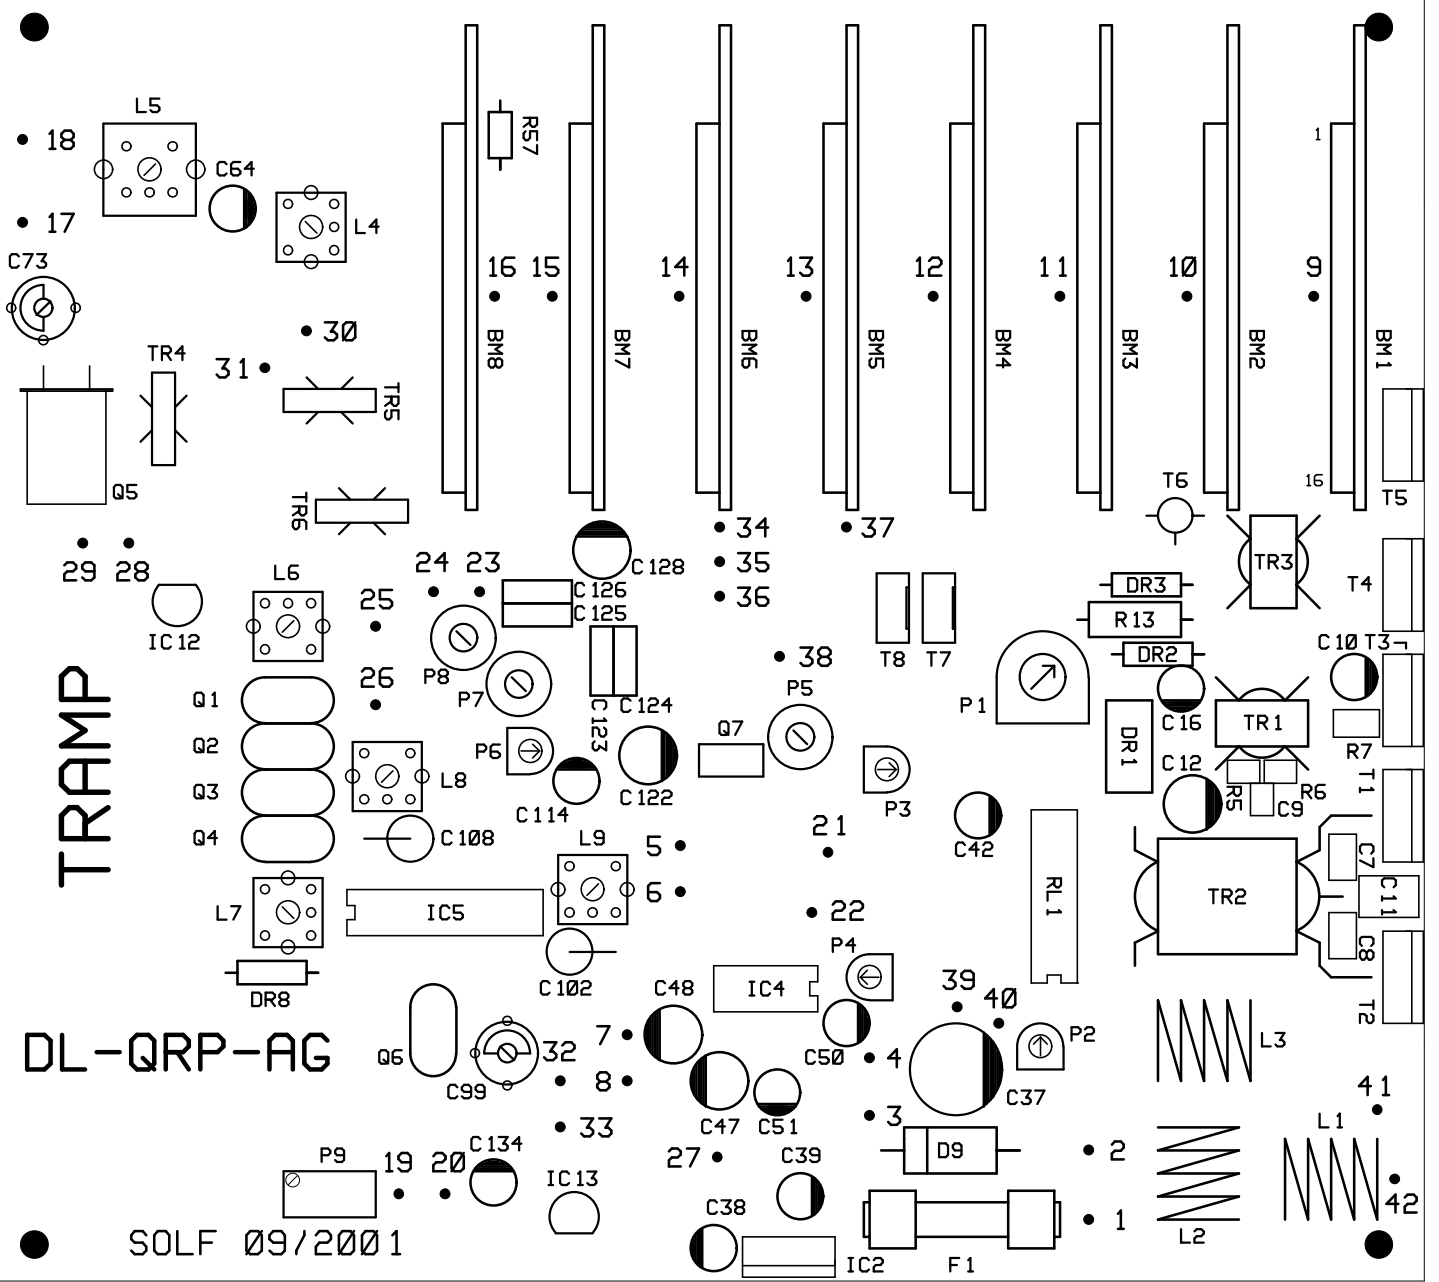 L5
18
R57
1
C64
17
L4
C73
16
15
14
13
12
11
10
9
30
BM8
BM7
BM6
BM5
BM4
BM3
BM2
BM1
TR4
31
TR5
Q5
TR6
T6
16
T5
34
37
29
28
24
23
C128
35
TR3
L6
C126
DR3
T4
25
C125
36
R13
IC12
38
T8
T7
DR2
C10
T3
P8
26
P7
C124
P5
P1
Q1
C123
C16
TR1
TRAMP
Q2
P6
Q7
DR1
R7
L8
C122
P3
C12
T1
Q3
C114
R5
C9
R6
Q4
C108
L9
5
21
C42
C7
6
RL1
TR2
C11
L7
IC5
22
C8
P4
DR8
C102
C48
IC4
39
40
T2
DL-QRP-AG
Q6
32
7
C50
4
P2
L3
C99
8
C37
41
33
C47
C51
3
L1
P9
19
20
C134
27
C39
D9
2
IC13
42
C38
1
L2
SOLF 09/2001
IC2
F1